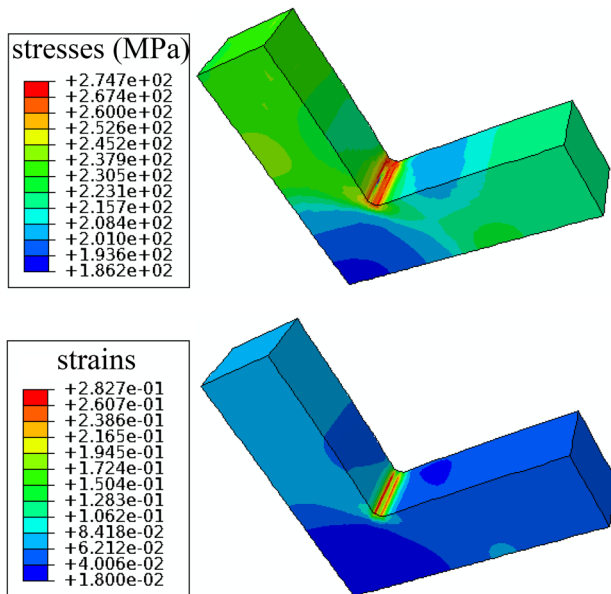 stresses (MPa)
+2.747e+02
+2.674e+02
+2.600e+02
+2.526e+02
+2.452e+02
+2.379e+02
+2.305e+02
+2.231e+02
+2.157e+02
+2.084e+02
+2.010e+02
+1.936e+02
+1.862e+02
strains
+2.827e-01
+2.607e-01
+2.386e-01
+2.165e-01
+1.945e-01
+1.724e-01
+1.504e-01
+1.283e-01
+1.062e-01
+8.418e-02
+6.212e-02
+4.006e-02
+1.800e-02